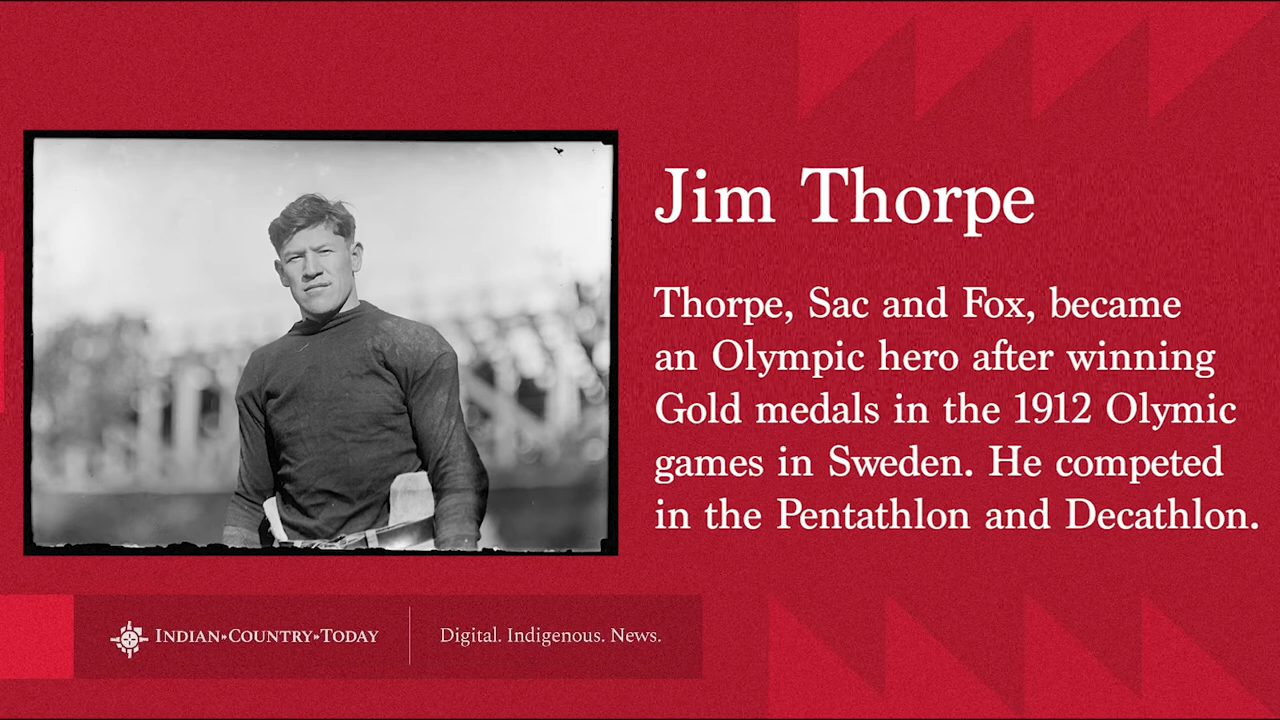 Jim Thorpe
Thorpe, Sac and Fox, became
an Olympic hero after winning
Gold medals in the 1912 Olymic
games in Sweden. He competed
in the Pentathlon and Decathlon.
INDIAN»COUNTRY»TODAY
Digital. Indigenous. News.